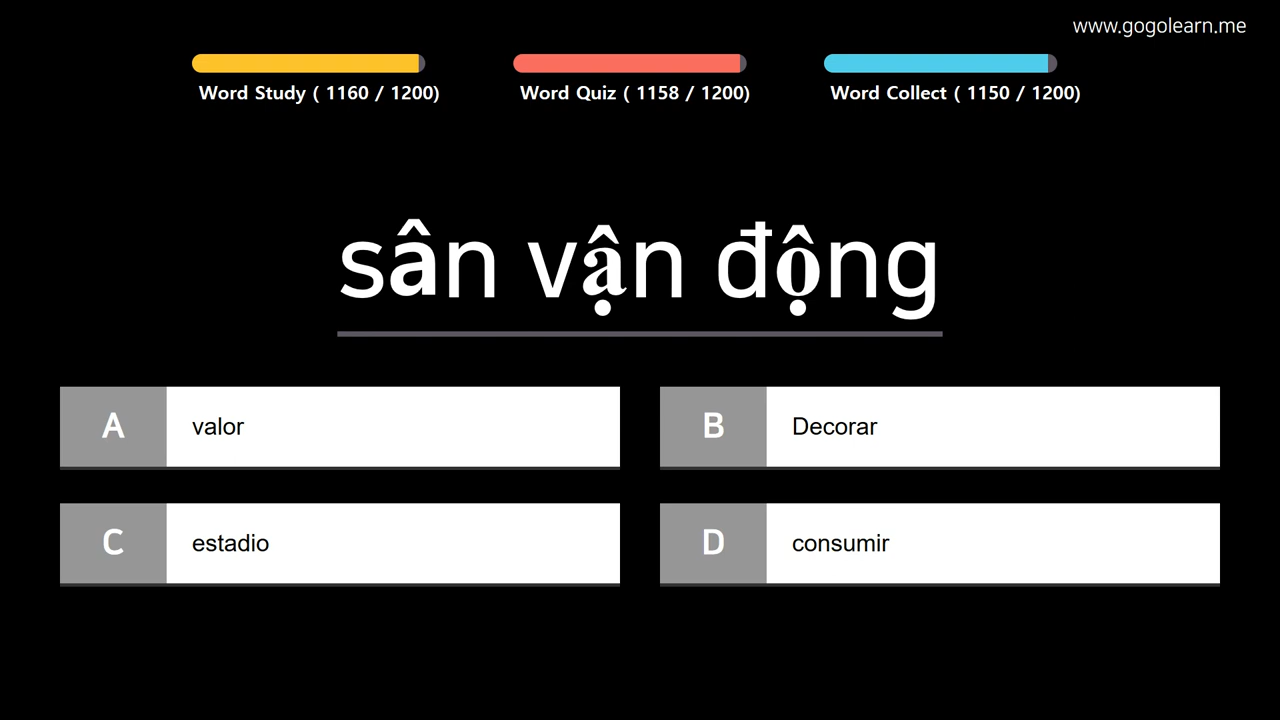 www.gogolearn.me
Word Study ( 1160 / 1200)
Word Quiz ( 1158 / 1200)
Word Collect ( 1150 / 1200)
sân vận động
A valor
B Decorar
C estadio
D consumir